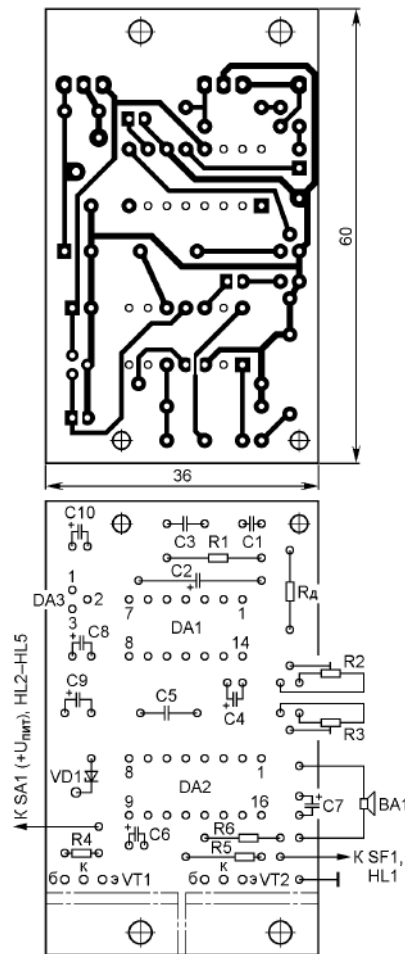 60
36
C10
+
C3
C1
R1
1
C2
+
DA3
2
Rд
3
7
1
+
C8
DA1
8
14
R2
C9
+
C5
+
C4
R3
К SA1 (+Uпит), HL2–HL5
VD1
8
1
BA1
DA2
9
16
+
C7
+
C6
R6
R4
R5
К SF1,
HL1
б
к
э
VT1
б
к
э
VT2